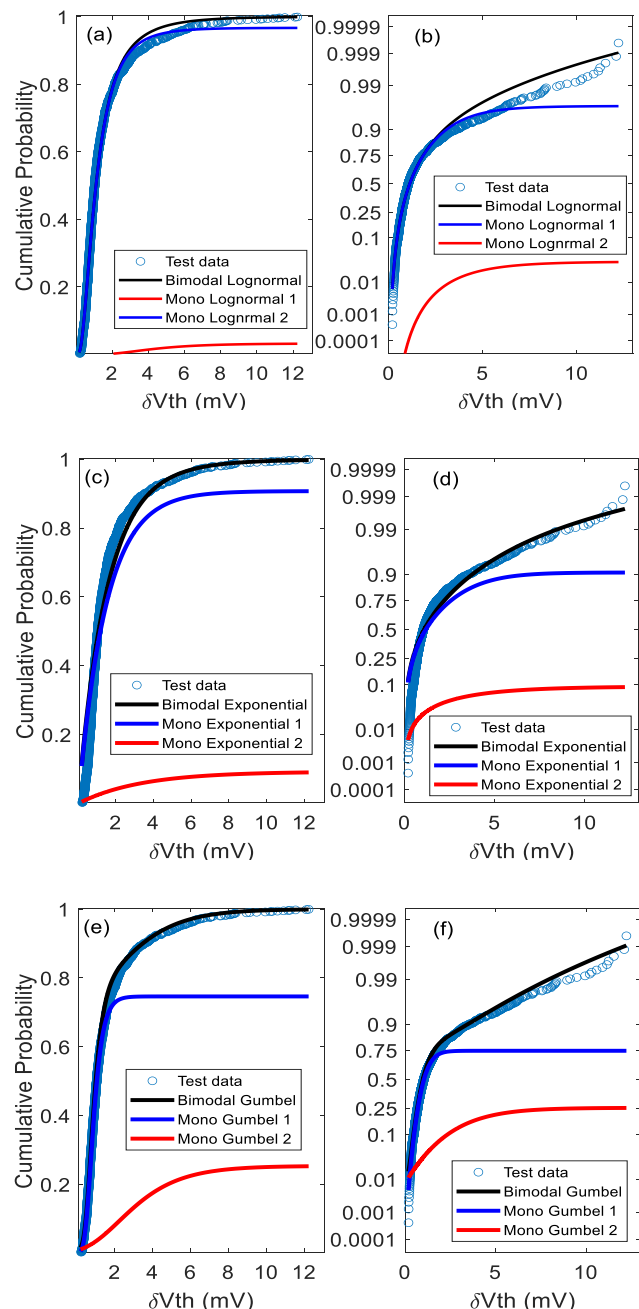 (a)
Cumulative Probability
1
0.8
0.6
0.4
0.2
2 4 6 8 10 12
δVth (mV)
Test data
Bimodal Lognormal
Mono Lognormal 1
Mono Lognrmal 2
(b)
0.9999
0.999
0.99
0.9
0.75
0.5
0.25
0.1
0.01
0.001
0.0001
0 5 10
δVth (mV)
Test data
Bimodal Lognormal
Mono Lognormal 1
Mono Lognrmal 2
(c)
Cumulative Probability
1
0.8
0.6
0.4
0.2
2 4 6 8 10 12
δVth (mV)
Test data
Bimodal Exponential
Mono Exponential 1
Mono Exponential 2
(d)
0.9999
0.999
0.99
0.9
0.75
0.5
0.25
0.1
0.01
0.001
0.0001
0 5 10
δVth (mV)
Test data
Bimodal Exponential
Mono Exponential 1
Mono Exponential 2
(e)
Cumulative Probability
1
0.8
0.6
0.4
0.2
2 4 6 8 10 12
δVth (mV)
Test data
Bimodal Gumbel
Mono Gumbel 1
Mono Gumbel 2
(f)
0.9999
0.999
0.99
0.9
0.75
0.5
0.25
0.1
0.01
0.001
0.0001
0 5 10
δVth (mV)
Test data
Bimodal Gumbel
Mono Gumbel 1
Mono Gumbel 2